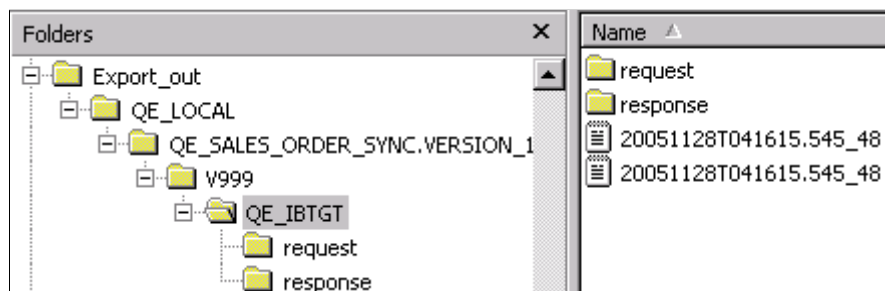 Folders
Export_out
QE_LOCAL
QE_SALES_ORDER_SYNC.VERSION_1
V999
QE_IBTGT
request
response
Name
request
response
20051128T041615.545_48
20051128T041615.545_48